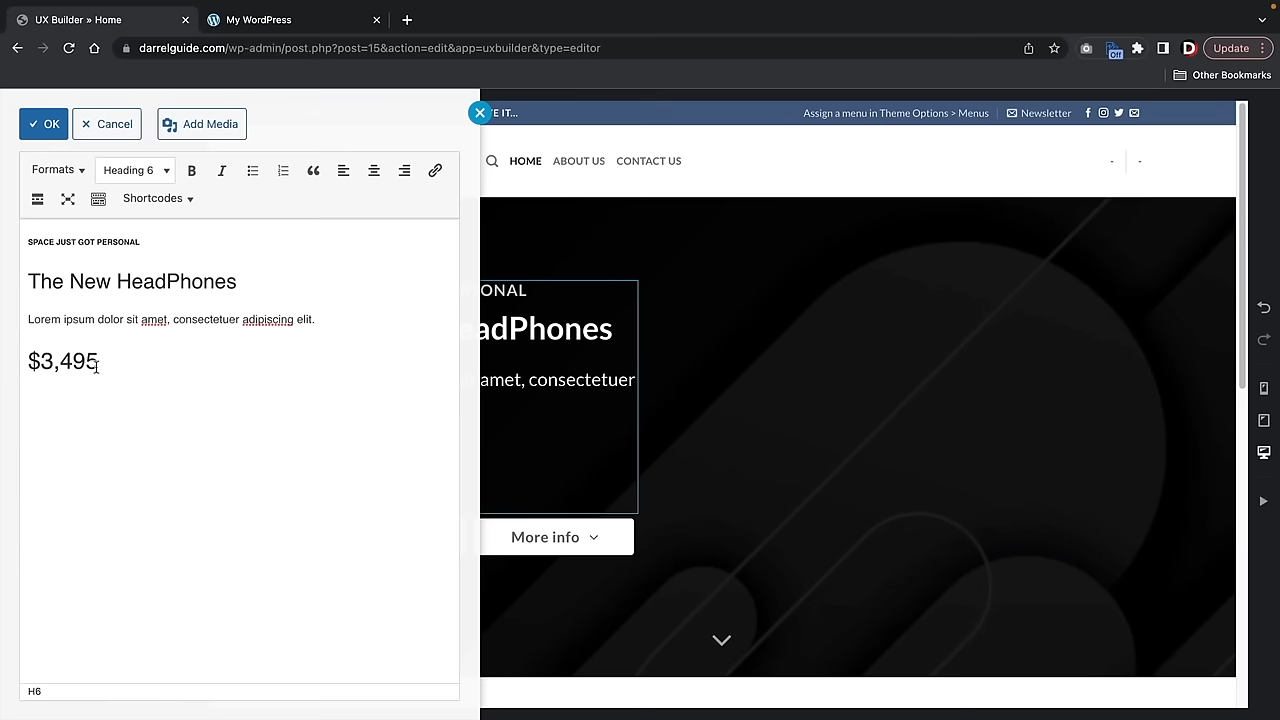 UX Builder » Home
My WordPress
darrelguide.com/wp-admin/post.php?post=15&action=edit&app=uxbuilder&type=editor
Off
D
Update
Other Bookmarks
OK
Cancel
Add Media
E IT...
Assign a menu in Theme Options > Menus
Newsletter
Formats
Heading 6
B
I
HOME
ABOUT US
CONTACT US
-
-
Shortcodes
SPACE JUST GOT PERSONAL
The New HeadPhones
Lorem ipsum dolor sit amet, consectetuer adipiscing elit.
$3,495
ONAL
adPhones
amet, consectetuer
More info
H6